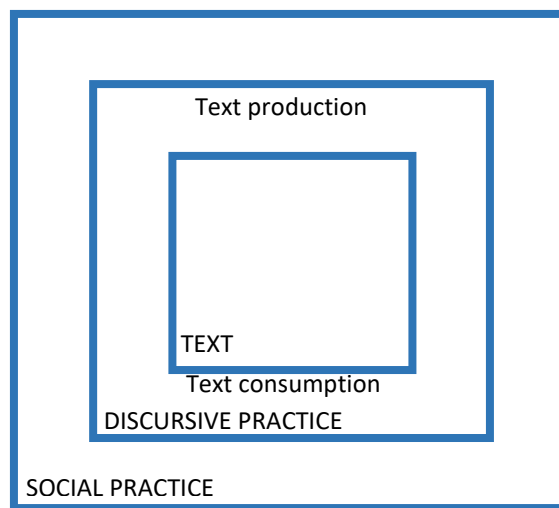 Text production
TEXT
Text consumption
DISCURSIVE PRACTICE
SOCIAL PRACTICE